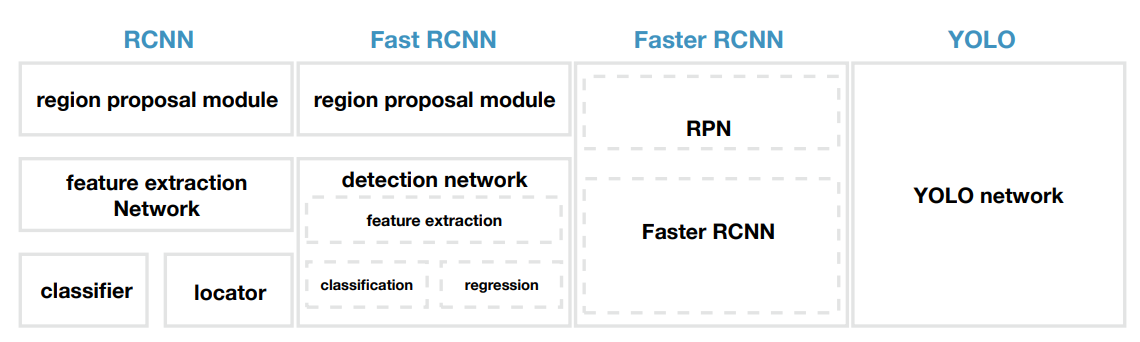 RCNN
Fast RCNN
Faster RCNN
YOLO
region proposal module
feature extraction
Network
classifier
locator
region proposal module
detection network
feature extraction
classification
regression
RPN
Faster RCNN
YOLO network